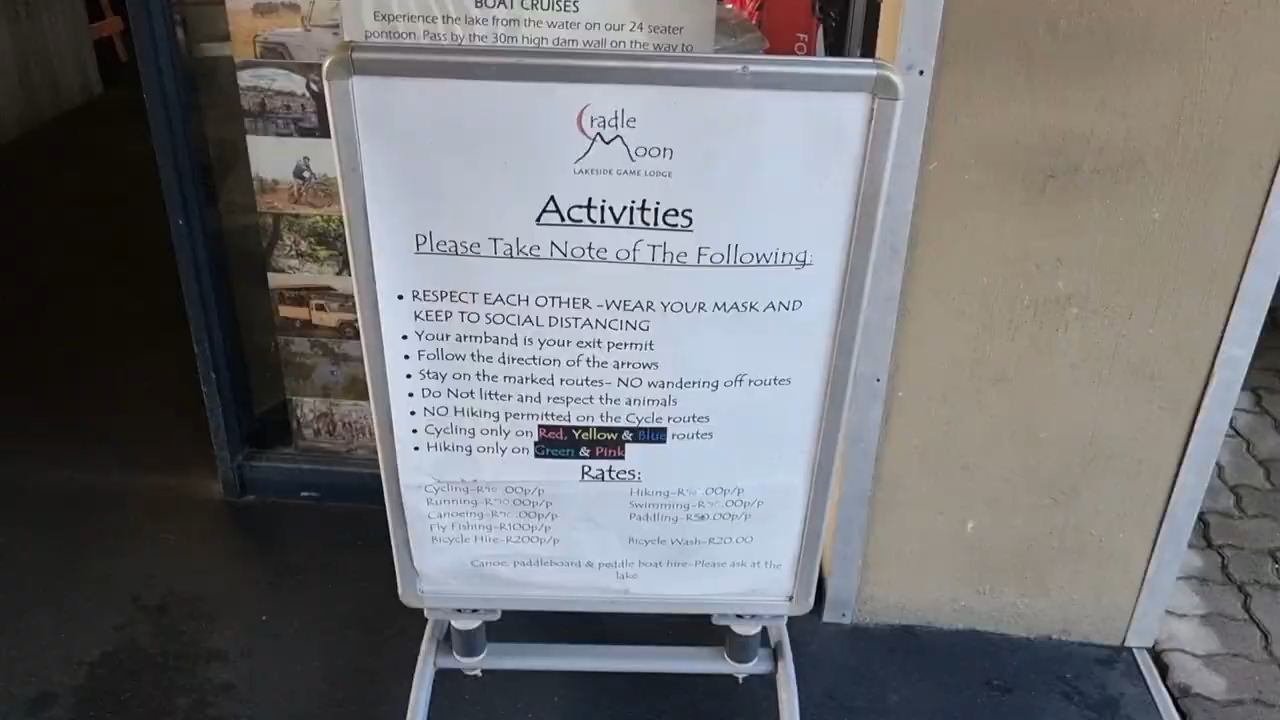 BOAT CRUISES
Experience the lake from the water on our 24 seater
pontoon. Pass by the 30m high dam wall on the way to
FO
Cradle
Moon
LAKESIDE GAME LODGE
Activities
Please Take Note of The Following:
• RESPECT EACH OTHER -WEAR YOUR MASK AND
KEEP TO SOCIAL DISTANCING
• Your armband is your exit permit
• Follow the direction of the arrows
• Stay on the marked routes- NO wandering off routes
• Do Not litter and respect the animals
• NO Hiking permitted on the Cycle routes
• Cycling only on Red, Yellow & Blue routes
• Hiking only on Green & Pink
Rates:
Cycling- .00p/p Hiking- .00p/p
Running- .00p/p Swimming- .00p/p
Canoeing- .00p/p Paddling-R50.00p/p
Fly Fishing-R100p/p
Bicycle Hire-R200p/p Bicycle Wash-R20.00
Canoe, paddleboard & peddle boat hire-Please ask at the
lake